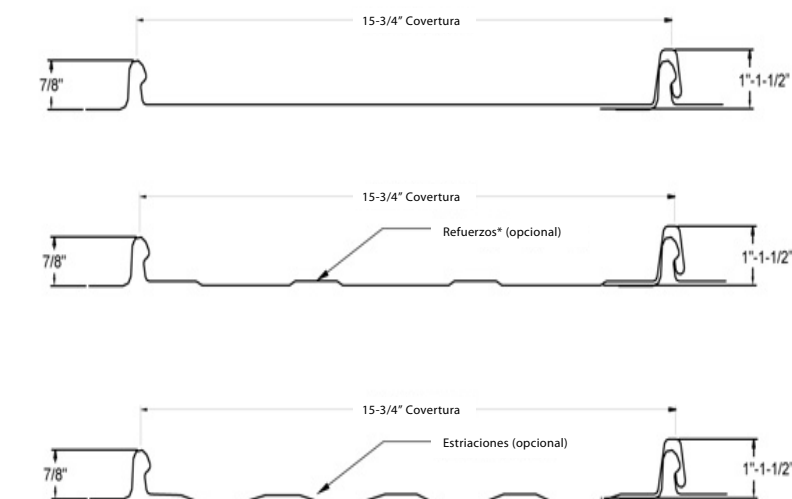 15-3/4" Covertura
7/8"
1"-1-1/2"
15-3/4" Covertura
Refuerzos* (opcional)
7/8"
1"-1-1/2"
15-3/4" Covertura
Estriaciones (opcional)
7/8"
1"-1-1/2"